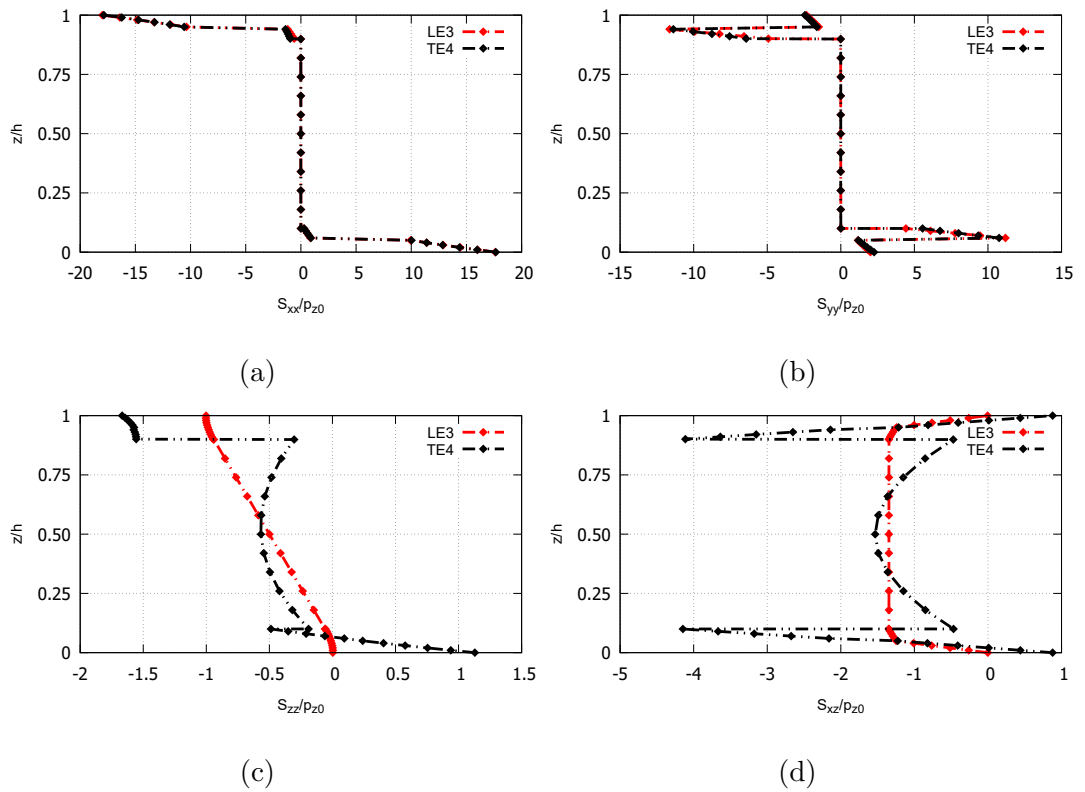 1
0.75
0.50
0.25
0
z/h
-20 -15 -10 -5 0 5 10 15 20
S_xx/p_z0
LE3
TE4
(a)
1
0.75
0.50
0.25
0
z/h
-15 -10 -5 0 5 10 15
S_yy/p_z0
LE3
TE4
(b)
1
0.75
0.50
0.25
0
z/h
-2 -1.5 -1 -0.5 0 0.5 1 1.5
S_zz/p_z0
LE3
TE4
(c)
1
0.75
0.50
0.25
0
z/h
-5 -4 -3 -2 -1 0 1
S_xz/p_z0
LE3
TE4
(d)